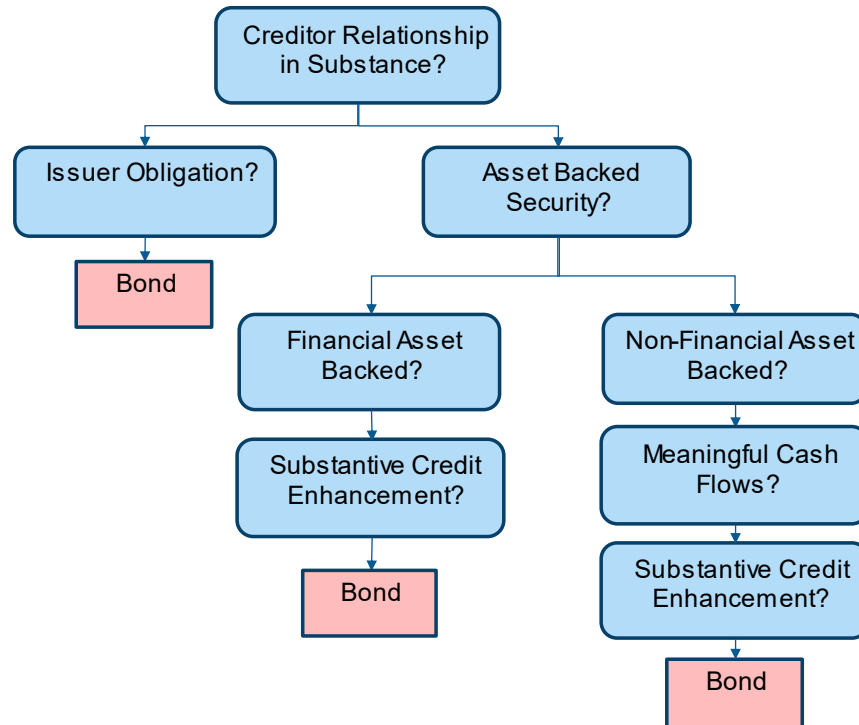 Creditor Relationship
in Substance?
Issuer Obligation?
Asset Backed
Security?
Bond
Financial Asset
Backed?
Non-Financial Asset
Backed?
Substantive Credit
Enhancement?
Meaningful Cash
Flows?
Bond
Substantive Credit
Enhancement?
Bond